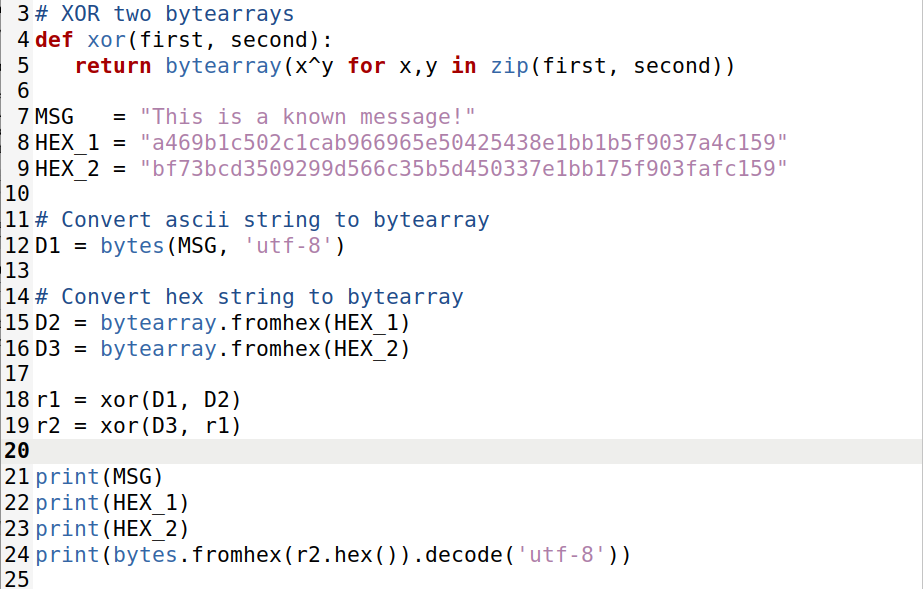 3 # XOR two bytearrays
4 def xor(first, second):
5    return bytearray(x^y for x,y in zip(first, second))
6
7 MSG   = "This is a known message!"
8 HEX_1 = "a469b1c502c1cab966965e50425438e1bb1b5f9037a4c159"
9 HEX_2 = "bf73bcd3509299d566c35b5d450337e1bb175f903fafc159"
10
11 # Convert ascii string to bytearray
12 D1 = bytes(MSG, 'utf-8')
13
14 # Convert hex string to bytearray
15 D2 = bytearray.fromhex(HEX_1)
16 D3 = bytearray.fromhex(HEX_2)
17
18 r1 = xor(D1, D2)
19 r2 = xor(D3, r1)
20
21 print(MSG)
22 print(HEX_1)
23 print(HEX_2)
24 print(bytes.fromhex(r2.hex()).decode('utf-8'))
25